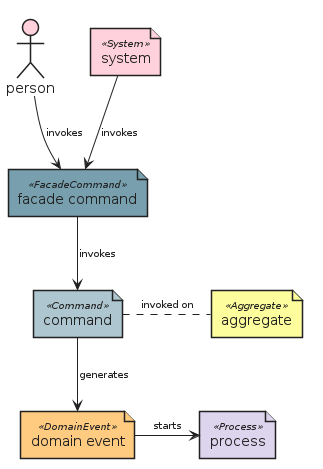 «System»
system
person
invokes
invokes
«FacadeCommand»
facade command
invokes
«Command»
command
invoked on
«Aggregate»
aggregate
generates
«DomainEvent»
domain event
starts
«Process»
process